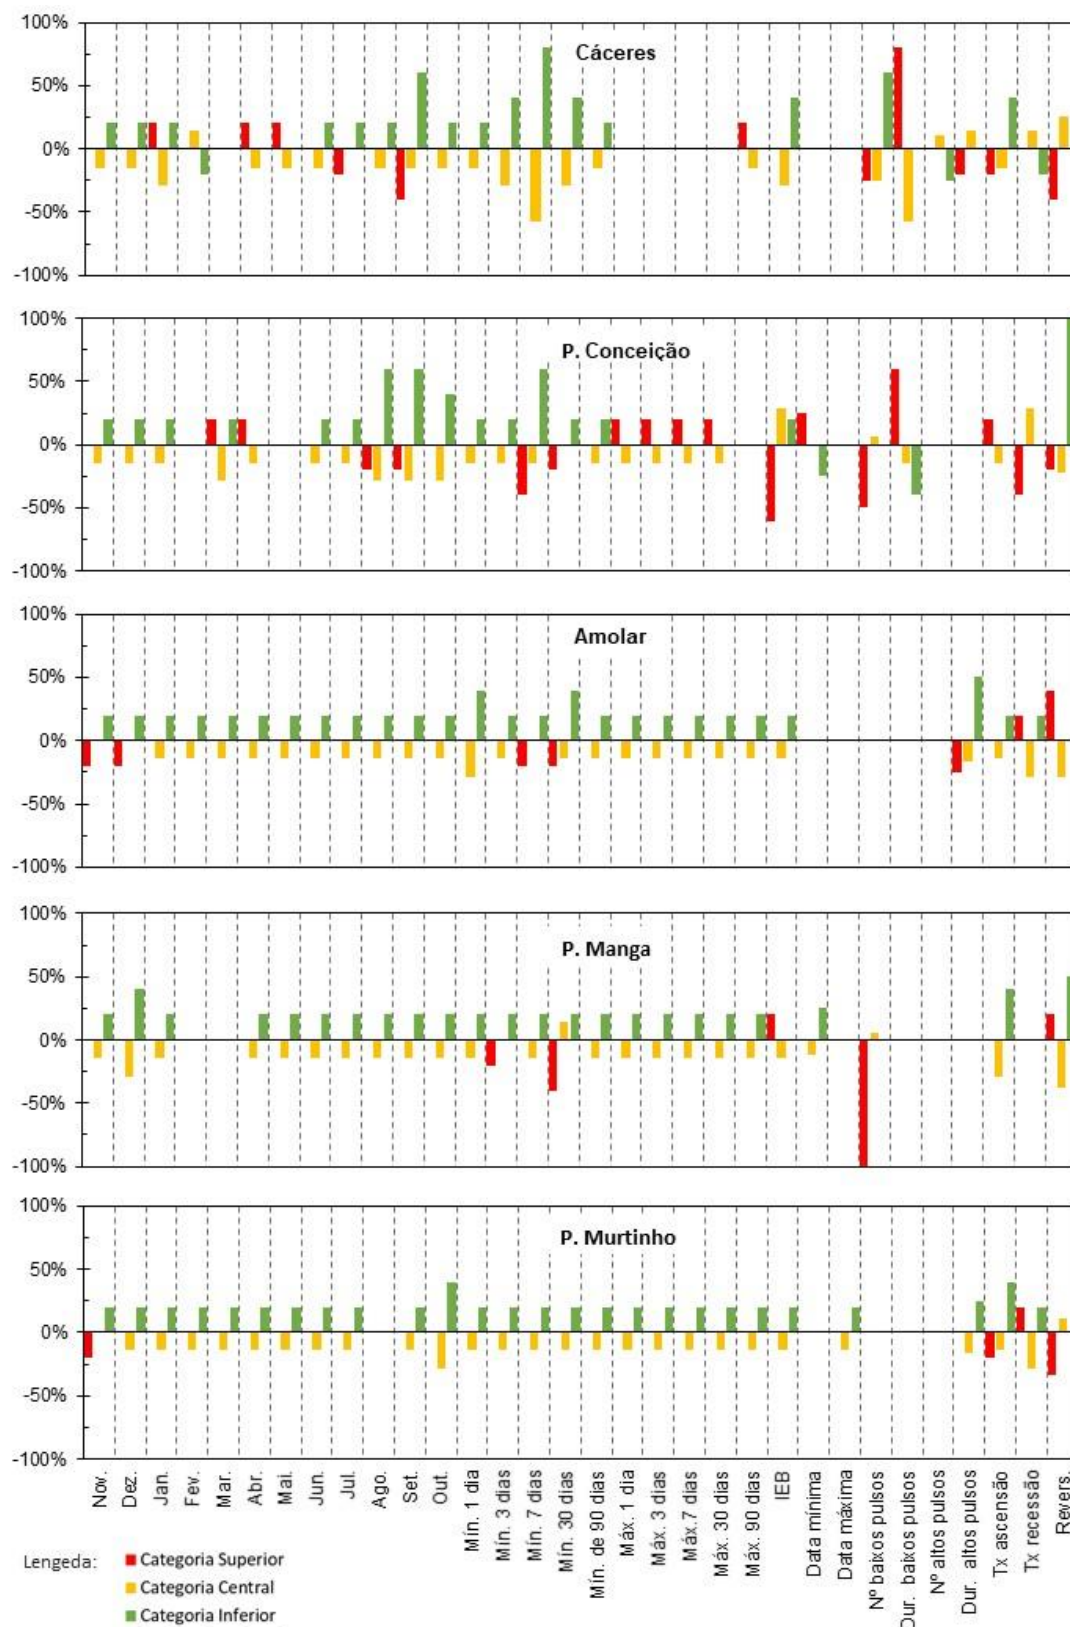 Cáceres
100%
50%
0%
-50%
-100%
P. Conceição
100%
50%
0%
-50%
-100%
Amolar
100%
50%
0%
-50%
-100%
P. Manga
100%
50%
0%
-50%
-100%
P. Murtinho
100%
50%
0%
-50%
-100%
Nov.
Dez.
Jan.
Fev.
Mar.
Abr.
Mai.
Jun.
Jul.
Ago.
Set.
Out.
Mín. 1 dia
Mín. 3 dias
Mín. 7 dias
Mín. 30 dias
Mín. de 90 dias
Máx. 1 dia
Máx. 3 dias
Máx.7 dias
Máx. 30 dias
Máx. 90 dias
IEB
Data mínima
Data máxima
Nº baixos pulsos
Dur. baixos pulsos
Nº altos pulsos
Dur. altos pulsos
Tx ascensão
Tx recessão
Revers.
Lengeda:
Categoria Superior
Categoria Central
Categoria Inferior